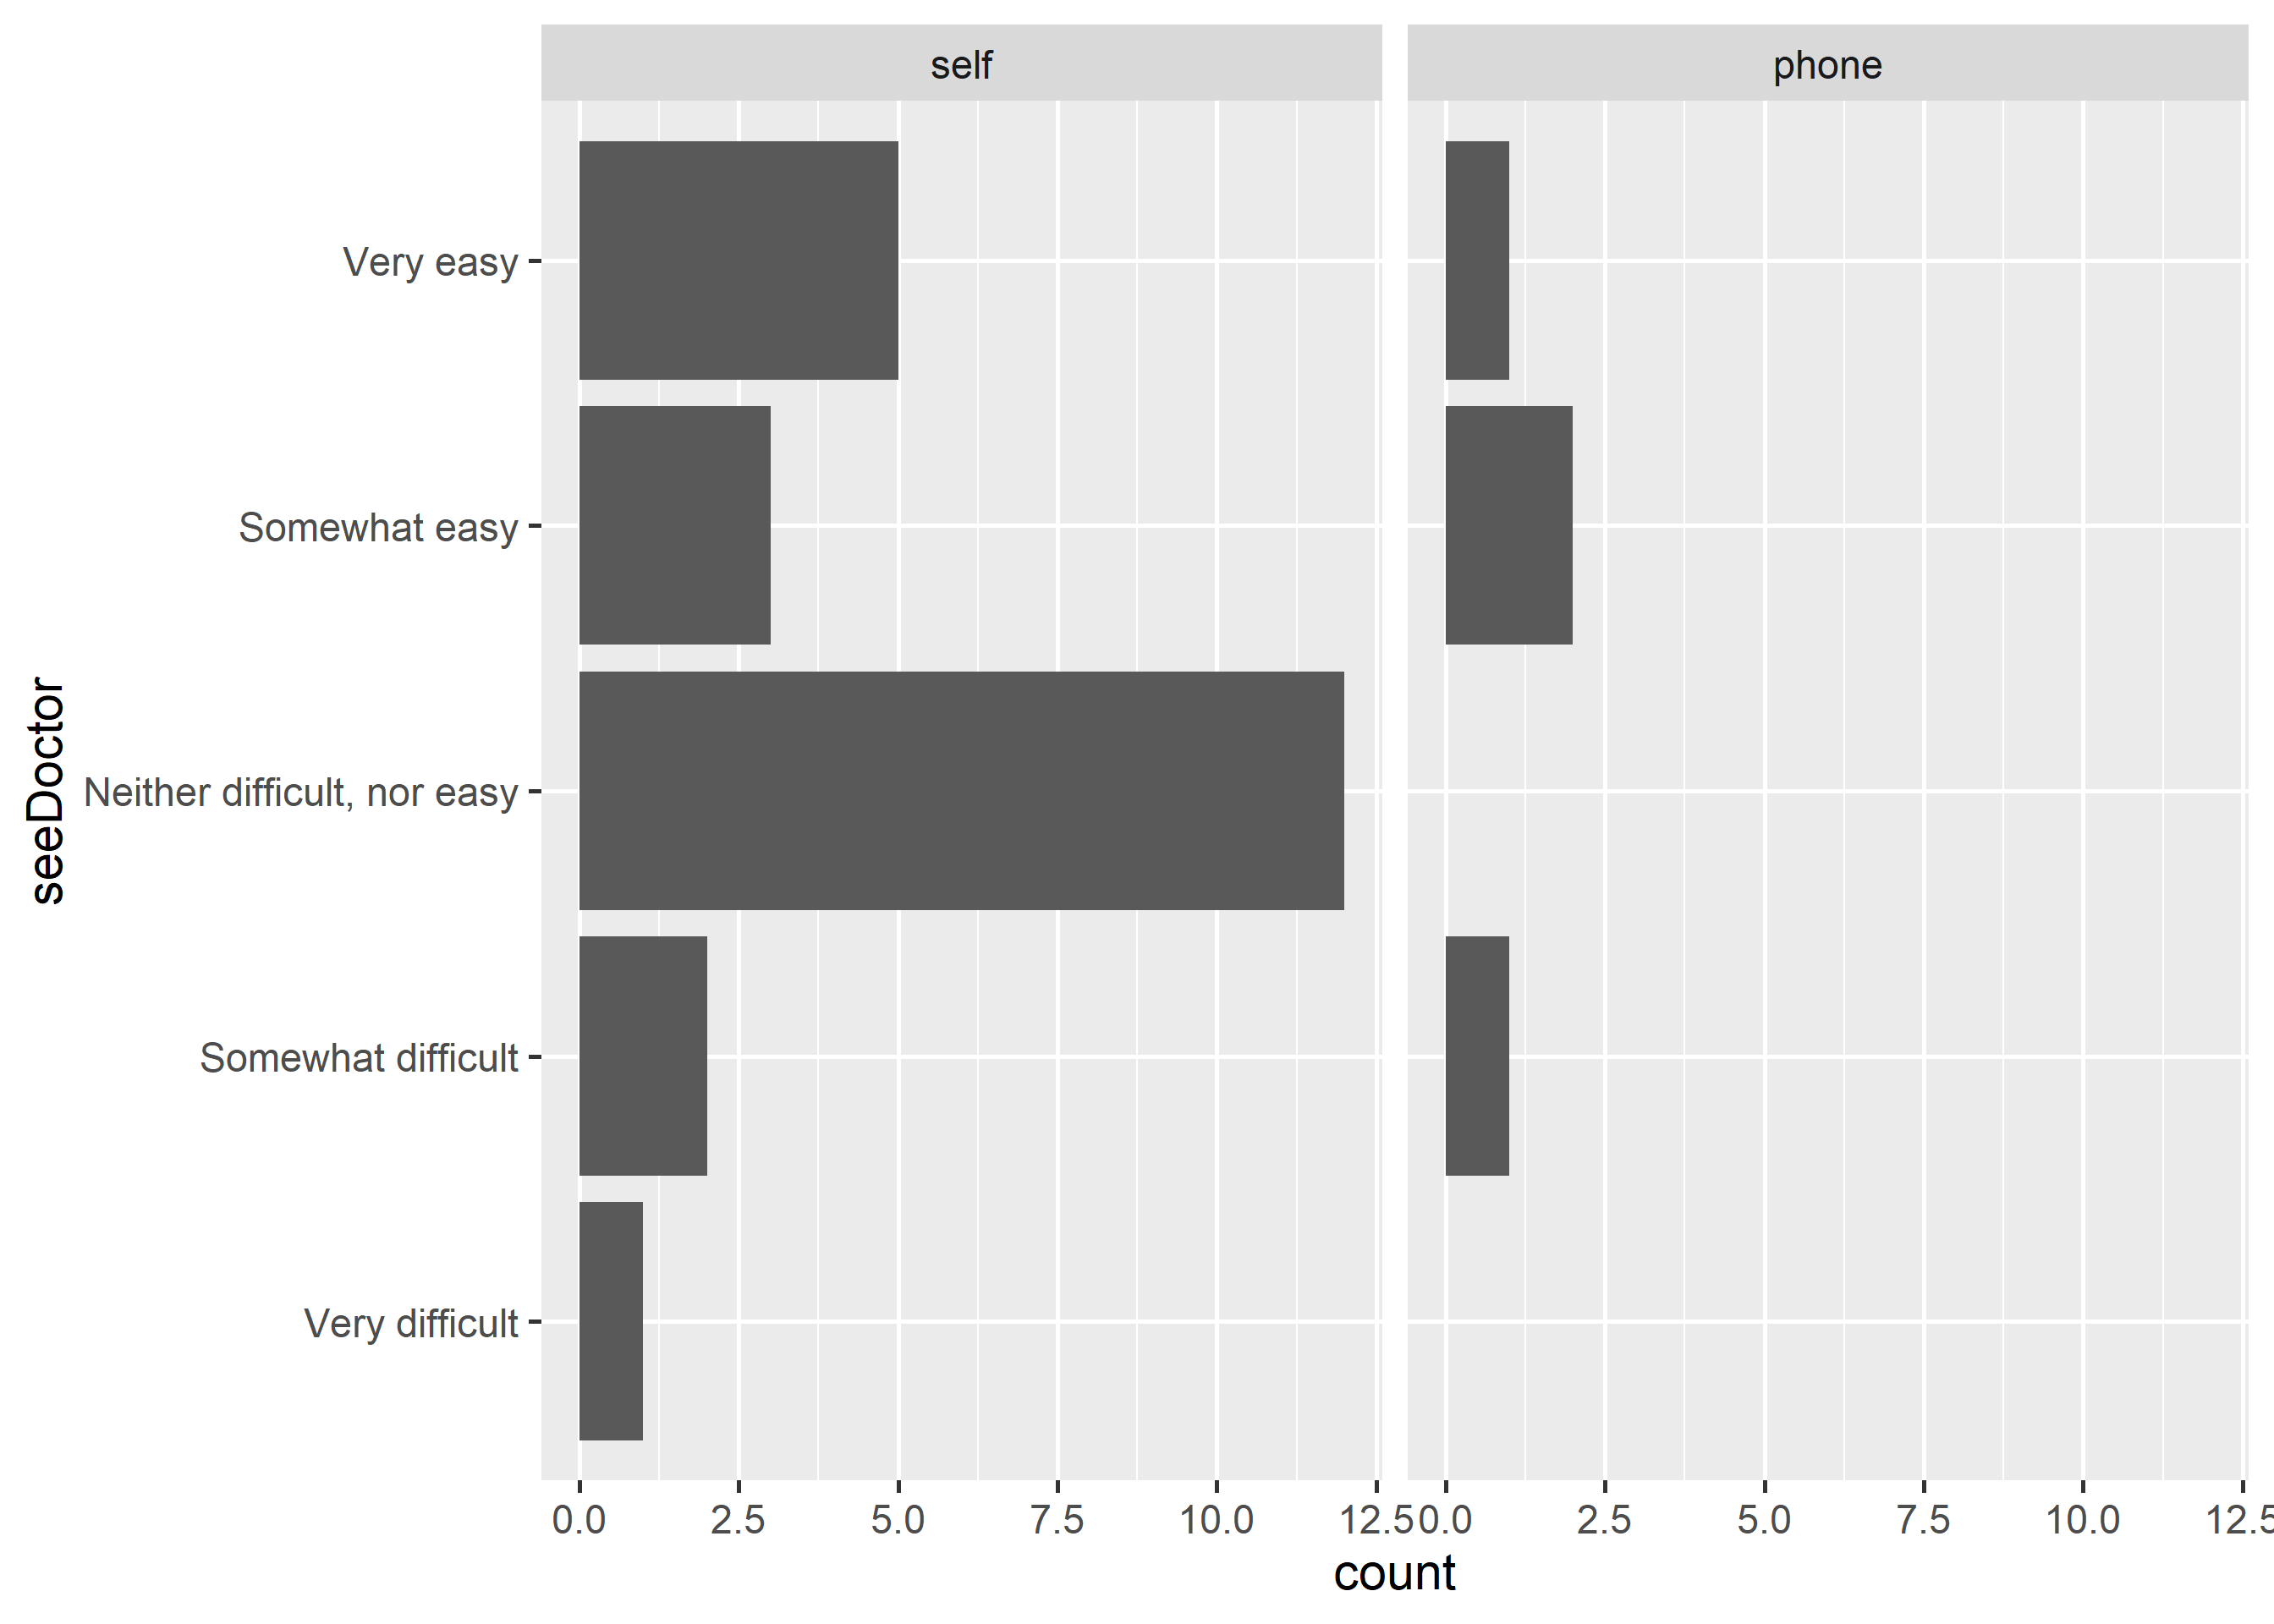 self
phone
seeDoctor
Very easy
Somewhat easy
Neither difficult, nor easy
Somewhat difficult
Very difficult
0.0 2.5 5.0 7.5 10.0 12.5
0.0 2.5 5.0 7.5 10.0 12.5
count